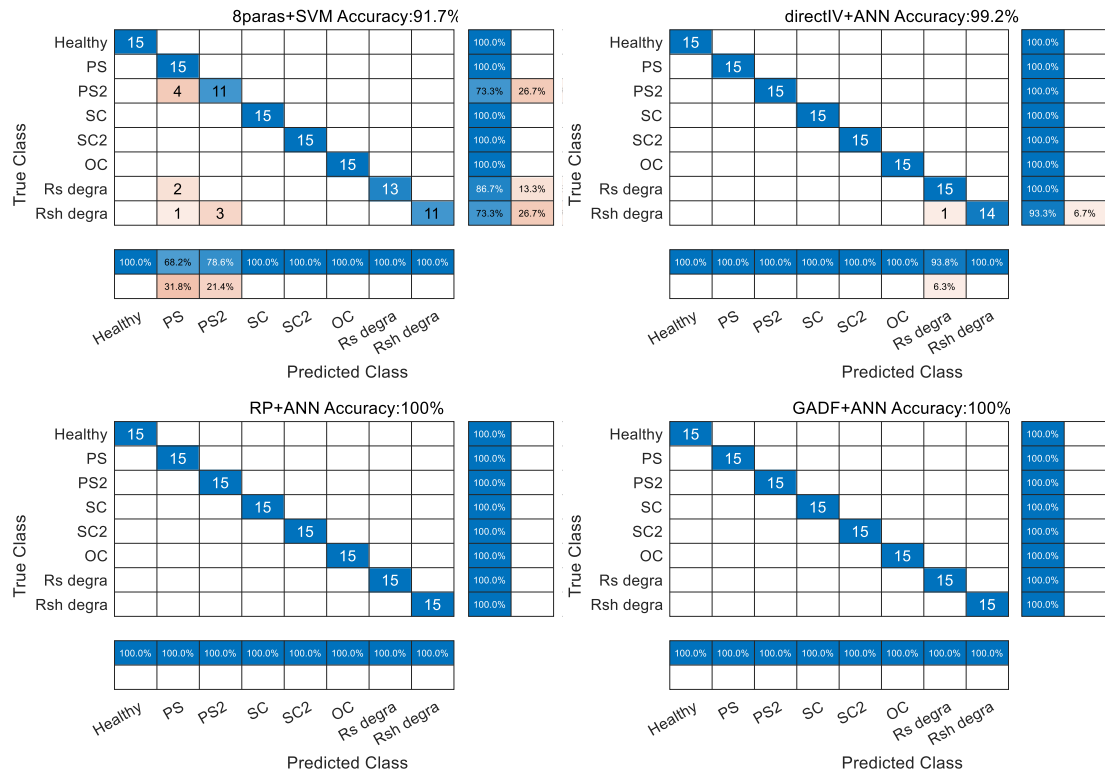 8paras+SVM Accuracy:91.7%
True Class
Healthy 15 100.0%
PS 15 100.0%
PS2 4 11 73.3% 26.7%
SC 15 100.0%
SC2 15 100.0%
OC 15 100.0%
Rs degra 2 13 86.7% 13.3%
Rsh degra 1 3 11 73.3% 26.7%
100.0% 68.2% 78.6% 100.0% 100.0% 100.0% 100.0% 100.0%
31.8% 21.4%
Healthy PS PS2 SC SC2 OC Rs degra Rsh degra
Predicted Class
directIV+ANN Accuracy:99.2%
True Class
Healthy 15 100.0%
PS 15 100.0%
PS2 15 100.0%
SC 15 100.0%
SC2 15 100.0%
OC 15 100.0%
Rs degra 15 100.0%
Rsh degra 1 14 93.3% 6.7%
100.0% 100.0% 100.0% 100.0% 100.0% 100.0% 93.8% 100.0%
6.3%
Healthy PS PS2 SC SC2 OC Rs degra Rsh degra
Predicted Class
RP+ANN Accuracy:100%
True Class
Healthy 15 100.0%
PS 15 100.0%
PS2 15 100.0%
SC 15 100.0%
SC2 15 100.0%
OC 15 100.0%
Rs degra 15 100.0%
Rsh degra 15 100.0%
100.0% 100.0% 100.0% 100.0% 100.0% 100.0% 100.0% 100.0%
Healthy PS PS2 SC SC2 OC Rs degra Rsh degra
Predicted Class
GADF+ANN Accuracy:100%
True Class
Healthy 15 100.0%
PS 15 100.0%
PS2 15 100.0%
SC 15 100.0%
SC2 15 100.0%
OC 15 100.0%
Rs degra 15 100.0%
Rsh degra 15 100.0%
100.0% 100.0% 100.0% 100.0% 100.0% 100.0% 100.0% 100.0%
Healthy PS PS2 SC SC2 OC Rs degra Rsh degra
Predicted Class